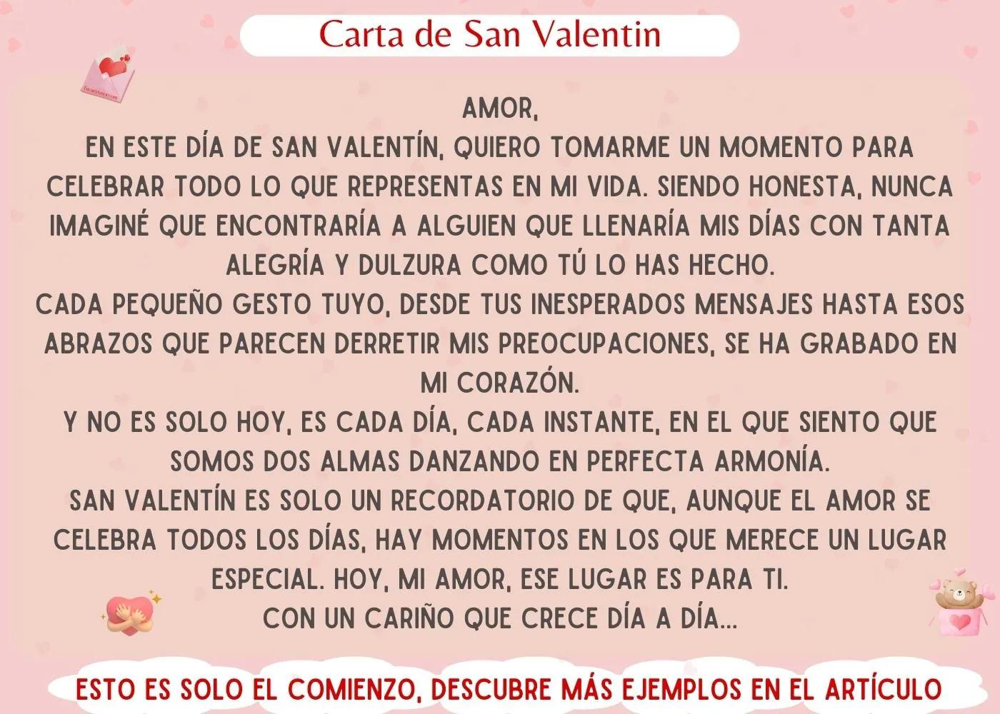 Carta de San Valentin
TucartAmor.com
AMOR,
EN ESTE DÍA DE SAN VALENTÍN, QUIERO TOMARME UN MOMENTO PARA
CELEBRAR TODO LO QUE REPRESENTAS EN MI VIDA. SIENDO HONESTA, NUNCA
IMAGINÉ QUE ENCONTRARÍA A ALGUIEN QUE LLENARÍA MIS DÍAS CON TANTA
ALEGRÍA Y DULZURA COMO TÚ LO HAS HECHO.
CADA PEQUEÑO GESTO TUYO, DESDE TUS INESPERADOS MENSAJES HASTA ESOS
ABRAZOS QUE PARECEN DERRETIR MIS PREOCUPACIONES, SE HA GRABADO EN
MI CORAZÓN.
Y NO ES SOLO HOY, ES CADA DÍA, CADA INSTANTE, EN EL QUE SIENTO QUE
SOMOS DOS ALMAS DANZANDO EN PERFECTA ARMONÍA.
SAN VALENTÍN ES SOLO UN RECORDATORIO DE QUE, AUNQUE EL AMOR SE
CELEBRA TODOS LOS DÍAS, HAY MOMENTOS EN LOS QUE MERECE UN LUGAR
ESPECIAL. HOY, MI AMOR, ESE LUGAR ES PARA TI.
CON UN CARIÑO QUE CRECE DÍA A DÍA...
ESTO ES SOLO EL COMIENZO, DESCUBRE MÁS EJEMPLOS EN EL ARTÍCULO